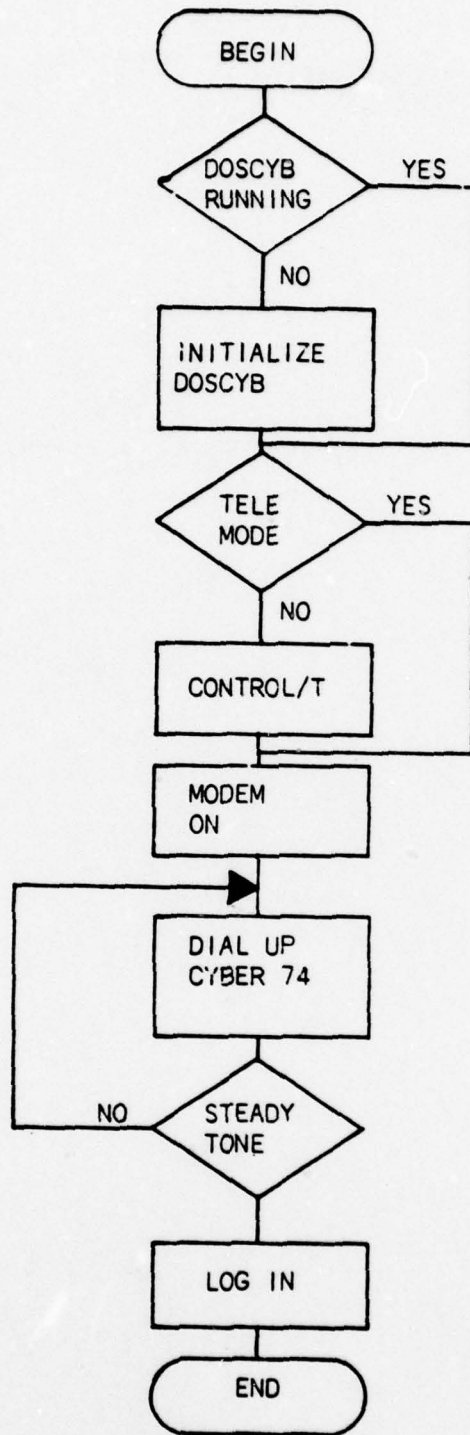 BEGIN
DOSCYB
RUNNING
YES
NO
INITIALIZE
DOSCYB
TELE
MODE
YES
NO
CONTROL/T
MODEM
ON
DIAL UP
CYBER 74
NO
STEADY
TONE
LOG IN
END